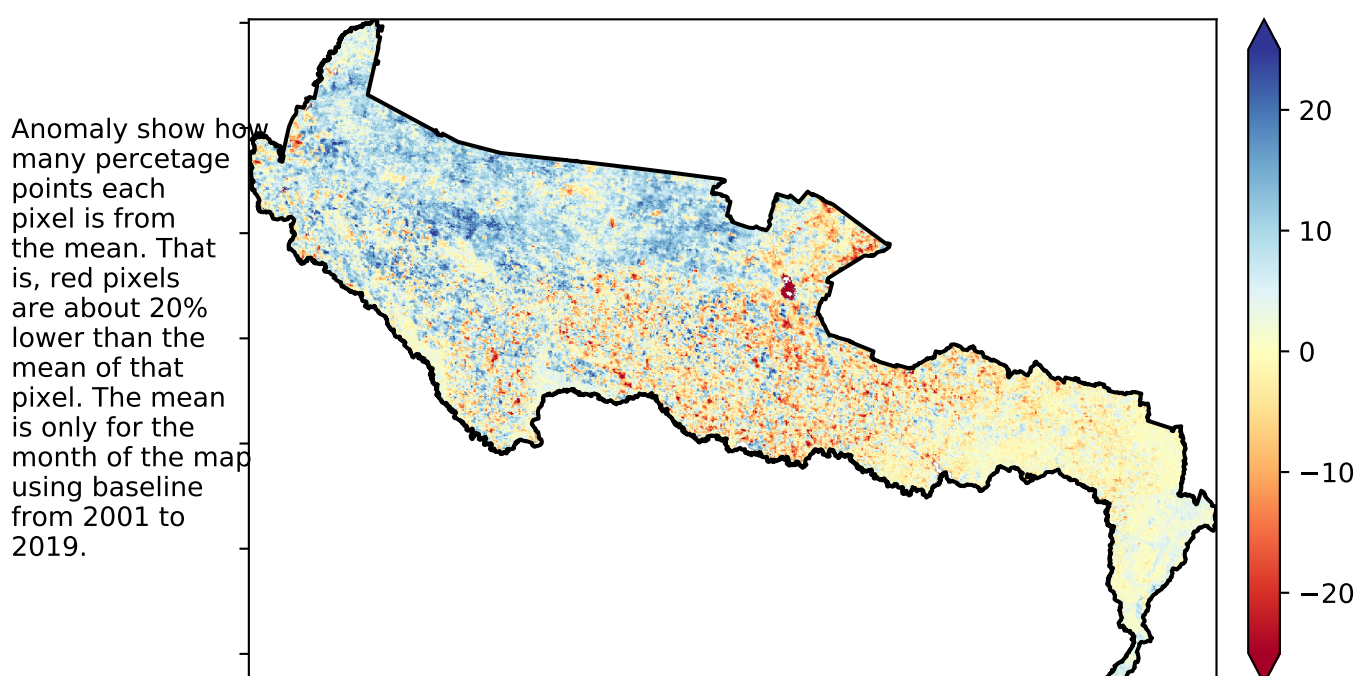 Anomaly show how
many percetage
points each
pixel is from
the mean. That
is, red pixels
are about 20%
lower than the
mean of that
pixel. The mean
is only for the
month of the map
using baseline
from 2001 to
2019.
20
10
0
−10
−20